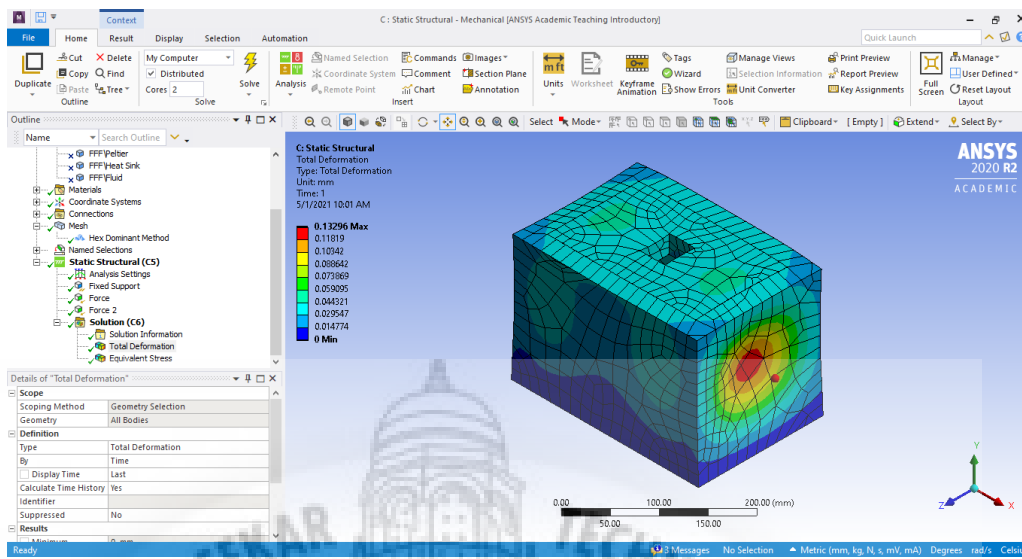 Context
C : Static Structural - Mechanical [ANSYS Academic Teaching Introductory]
File Home Result Display Selection Automation
Quick Launch
Duplicate
Cut
Copy
Paste
Delete
Find
Tree
Outline
My Computer
Distributed
Cores 2
Solve
Solve
Analysis
Named Selection
Coordinate System
Remote Point
Commands
Comment
Chart
Images
Section Plane
Annotation
Insert
Units
Worksheet
Keyframe
Animation
Tags
Wizard
Show Errors
Manage Views
Selection Information
Unit Converter
Print Preview
Report Preview
Key Assignments
Tools
Full
Screen
Manage
User Defined
Reset Layout
Layout
Outline
Name
Search Outline
Select Mode Clipboard [ Empty ] Extend Select By
FFF\Peltier
FFF\Heat Sink
FFF\Fluid
Materials
Coordinate Systems
Connections
Mesh
Hex Dominant Method
Named Selections
Static Structural (C5)
Analysis Settings
Fixed Support
Force
Force 2
Solution (C6)
Solution Information
Total Deformation
Equivalent Stress
C: Static Structural
Total Deformation
Type: Total Deformation
Unit: mm
Time: 1
5/1/2021 10:01 AM
0.13296 Max
0.11819
0.10342
0.088642
0.073869
0.059095
0.044321
0.029547
0.014774
0 Min
ANSYS
2020 R2
ACADEMIC
Details of "Total Deformation"
Scope
Scoping Method Geometry Selection
Geometry All Bodies
Definition
Type Total Deformation
By Time
Display Time Last
Calculate Time History Yes
Identifier
Suppressed No
Results
Minimum 0. mm
0.00 100.00 200.00 (mm)
50.00 150.00
Y
Z
X
Ready
3 Messages No Selection Metric (mm, kg, N, s, mV, mA) Degrees rad/s Cels